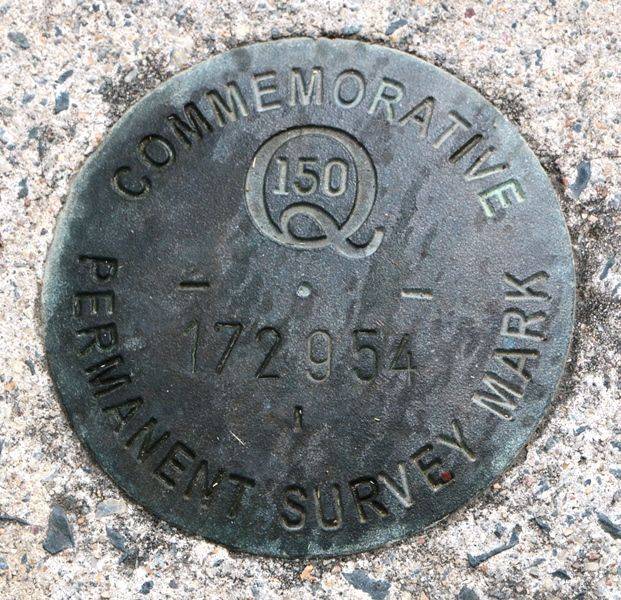 COMMEMORATIVE
Q
150
172954
PERMANENT SURVEY MARK